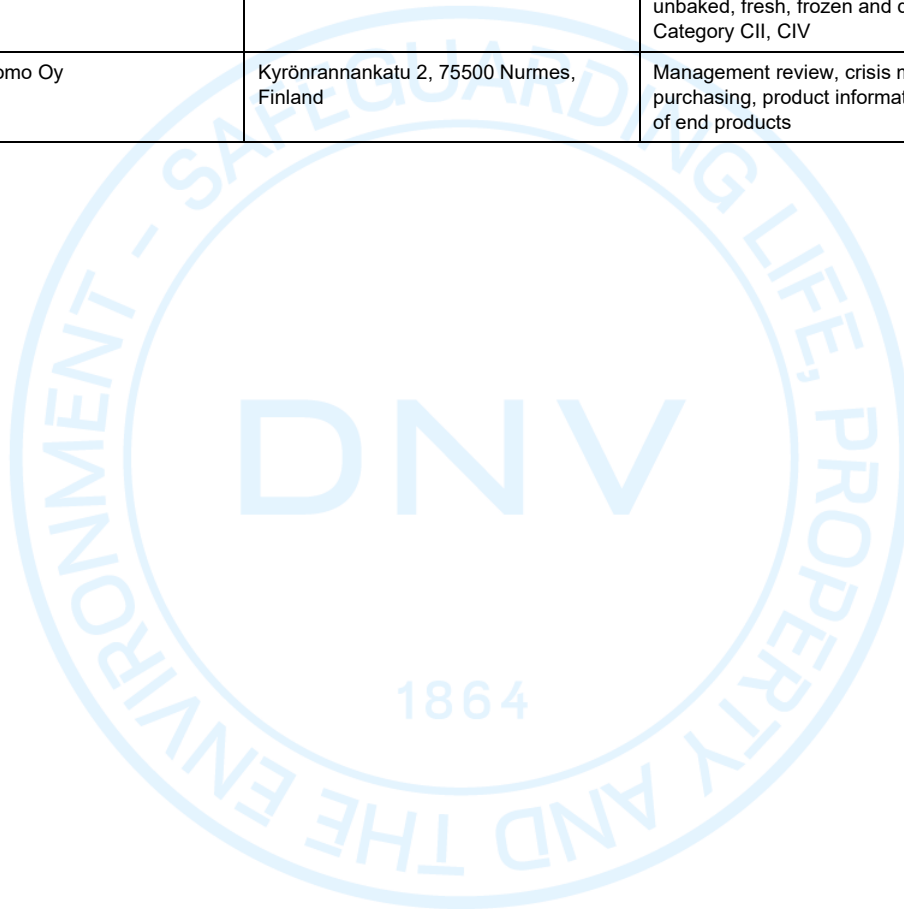 unbaked, fresh, frozen and
Category CII, CIV
omo Oy
Kyrönrannankatu 2, 75500 Nurmes,
Finland
Management review, crisis
purchasing, product
of end products
SAFEGUARDING LIFE, PROPERTY AND THE ENVIRONMENT -
DNV
1864